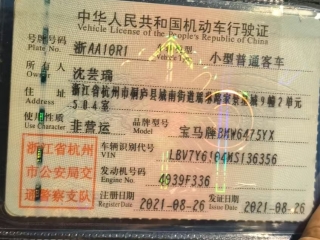 中华人民共和国机动车行驶证
Vehicle License of the People's Republic of China
号牌号码 Plate No. 浙AA10R1 车辆类型 Vehicle Type 小型普通客车
所有人 沈芸瑞
住址 浙江省杭州市桐庐县城南街道 9幢2单元
504室
使用性质 Use Character 非营运 品牌型号 Model 宝马牌BMW6475YX
浙江省杭州市公安局交通警察支队
车辆识别代号 VIN LBV7Y6104MS136356
发动机号码 Engine No. 4939F336
注册日期 Register Date 2021-08-26 发证日期 Issue Date 2021-08-26